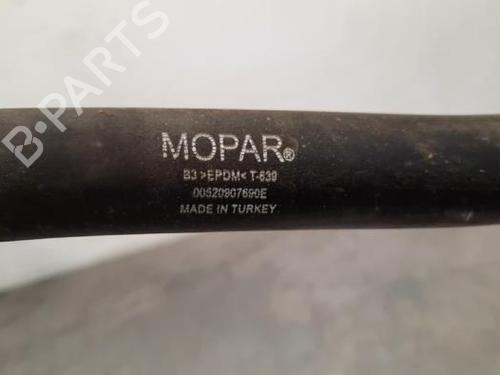 MOPAR®
B3 >EPDM< T-639
00520907690E
MADE IN TURKEY
B-PARTS